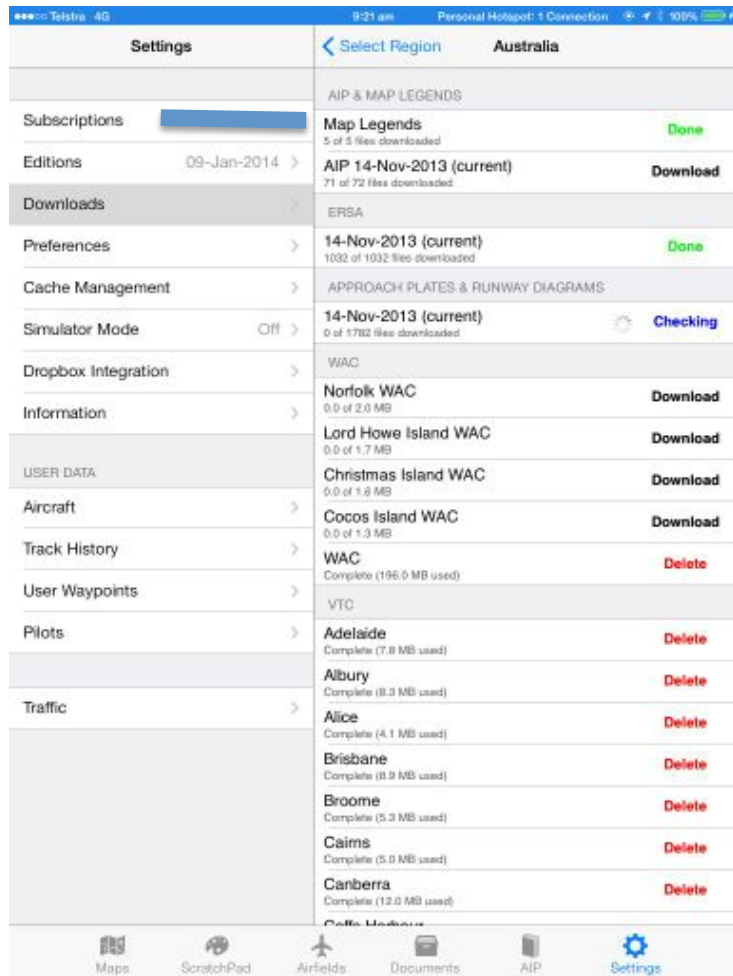 Telstra 4G
9:21 am
Personal Hotspot: 1 Connection
100%
Settings
Subscriptions
Editions 09-Jan-2014
Downloads
Preferences
Cache Management
Simulator Mode Off
Dropbox Integration
Information
USER DATA
Aircraft
Track History
User Waypoints
Pilots
Traffic
Select Region Australia
AIP & MAP LEGENDS
Map Legends Done
5 of 5 files downloaded
AIP 14-Nov-2013 (current) Download
71 of 72 files downloaded
ERSA
14-Nov-2013 (current) Done
1032 of 1032 files downloaded
APPROACH PLATES & RUNWAY DIAGRAMS
14-Nov-2013 (current) Checking
0 of 1782 files downloaded
WAC
Norfolk WAC Download
0.0 of 2.0 MB
Lord Howe Island WAC Download
0.0 of 1.7 MB
Christmas Island WAC Download
0.0 of 1.6 MB
Cocos Island WAC Download
0.0 of 1.3 MB
WAC Delete
Complete (196.0 MB used)
VTC
Adelaide Delete
Complete (7.8 MB used)
Albury Delete
Complete (8.3 MB used)
Alice Delete
Complete (4.1 MB used)
Brisbane Delete
Complete (8.9 MB used)
Broome Delete
Complete (5.3 MB used)
Cairns Delete
Complete (5.0 MB used)
Canberra Delete
Complete (12.0 MB used)
Maps ScratchPad Airfields Documents AIP Settings